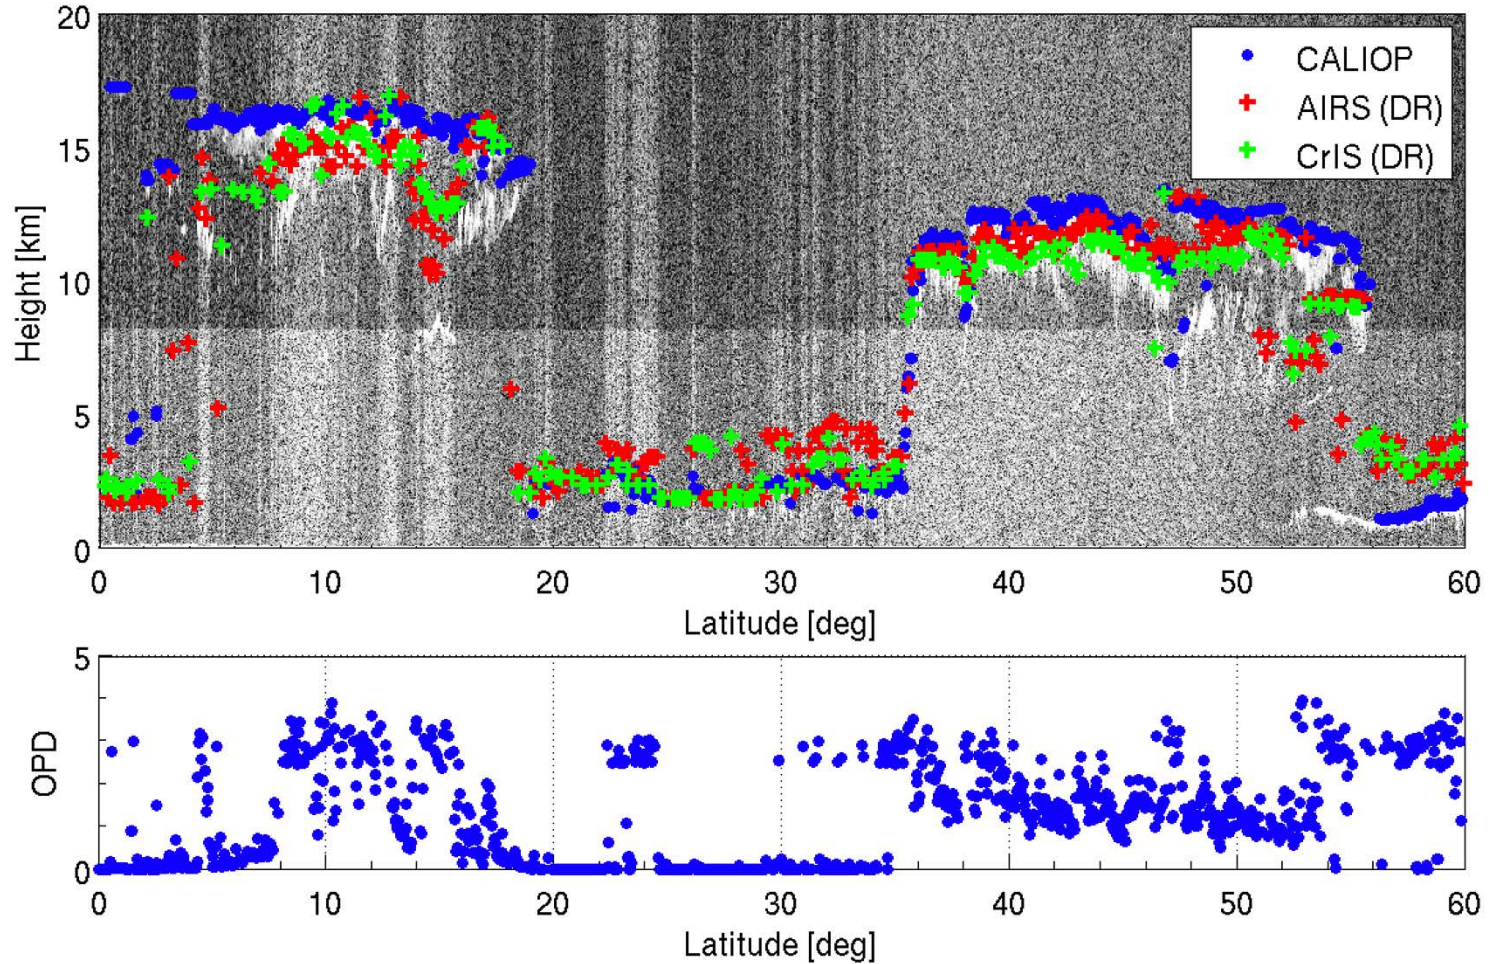 20
15
10
5
0
Height [km]
CALIOP
AIRS (DR)
CrIS (DR)
0 10 20 30 40 50 60
Latitude [deg]
5
0
OPD
0 10 20 30 40 50 60
Latitude [deg]